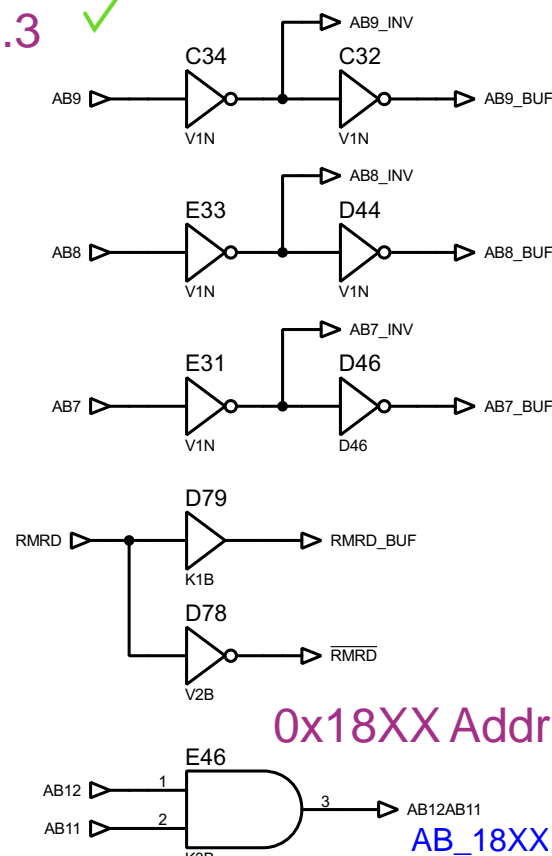 .3
AB9_INV
C34
C32
AB9
AB9_BUF
V1N
V1N
AB8_INV
E33
D44
AB8
AB8_BUF
V1N
V1N
AB7_INV
E31
D46
AB7
AB7_BUF
V1N
D46
D79
RMRD
RMRD_BUF
K1B
D78
RMRD
V2B
0x18XX Addr
E46
AB12
1
3
AB12AB11
AB11
2
AB_18XX